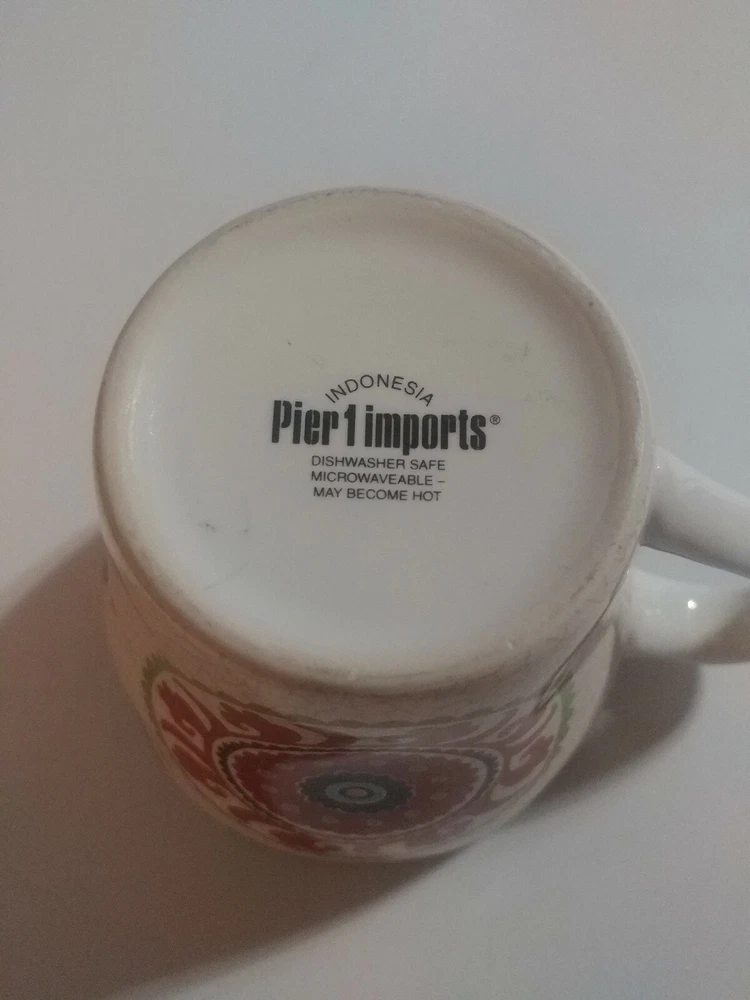 INDONESIA
Pier 1 imports®
DISHWASHER SAFE
MICROWAVEABLE –
MAY BECOME HOT